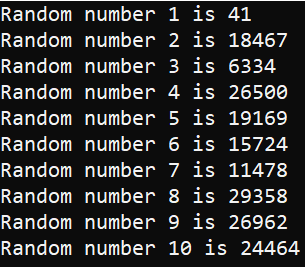 Random number 1 is 41
Random number 2 is 18467
Random number 3 is 6334
Random number 4 is 26500
Random number 5 is 19169
Random number 6 is 15724
Random number 7 is 11478
Random number 8 is 29358
Random number 9 is 26962
Random number 10 is 24464